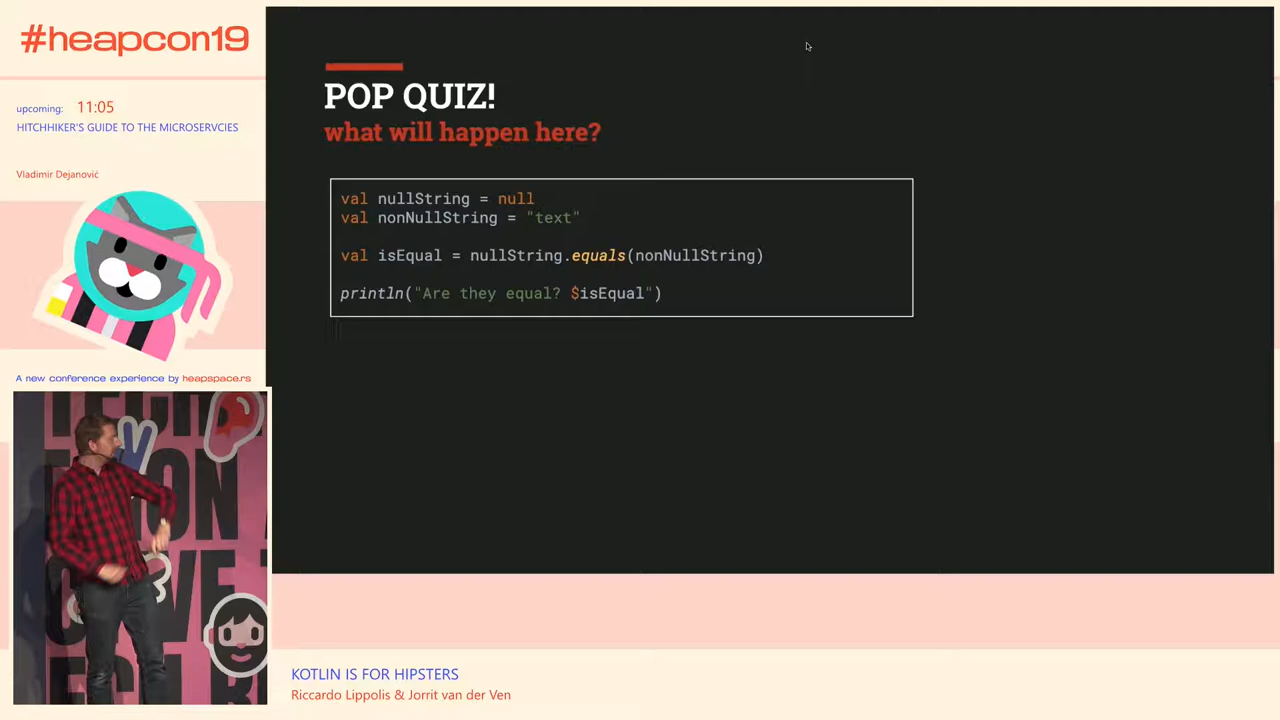 #heapcon19
upcoming: 11:05
HITCHHIKER'S GUIDE TO THE MICROSERVCIES
Vladimir Dejanović
A new conference experience by heapspace.rs
POP QUIZ!
what will happen here?
val nullString = null
val nonNullString = "text"
val isEqual = nullString.equals(nonNullString)
println("Are they equal? $isEqual")
KOTLIN IS FOR HIPSTERS
Riccardo Lippolis & Jorrit van der Ven